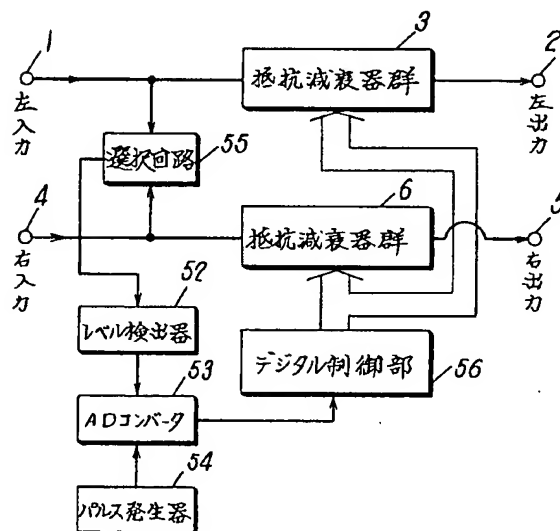 1
左入力
3
抵抗減衰器群
2
左出力
選択回路
55
4
右入力
6
抵抗減衰器群
5
右出力
52
レベル検出器
53
ADコンバータ
デジタル制御部
56
54
パルス発生器